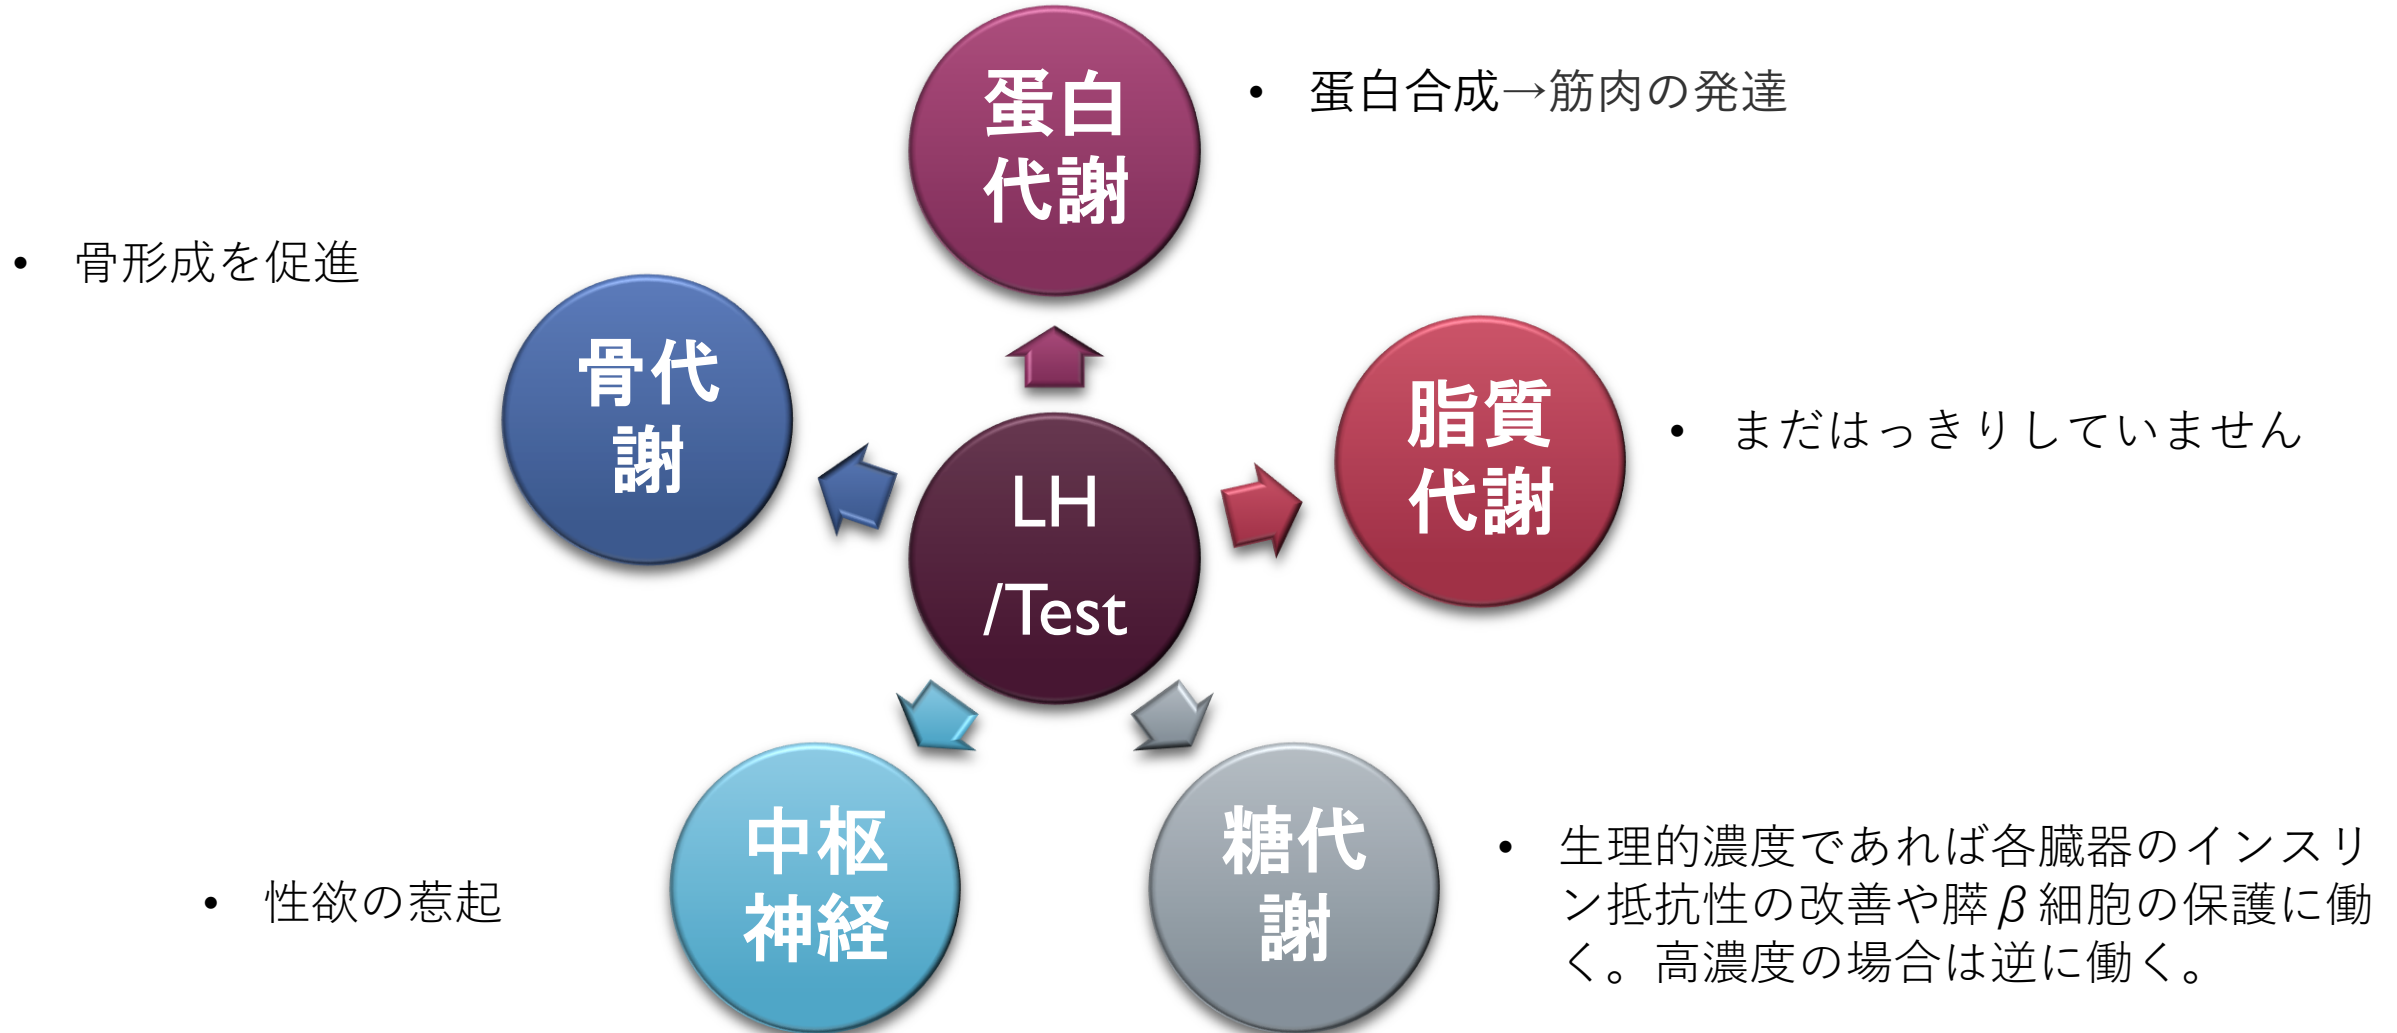 蛋白
代謝
• 蛋白合成→筋肉の発達
• 骨形成を促進
骨代
謝
脂質
代謝
• まだはっきりしていません
LH
/Test
中枢
神経
• 性欲の惹起
糖代
謝
• 生理的濃度であれば各臓器のインスリ
ン抵抗性の改善や膵β細胞の保護に働
く。高濃度の場合は逆に働く。